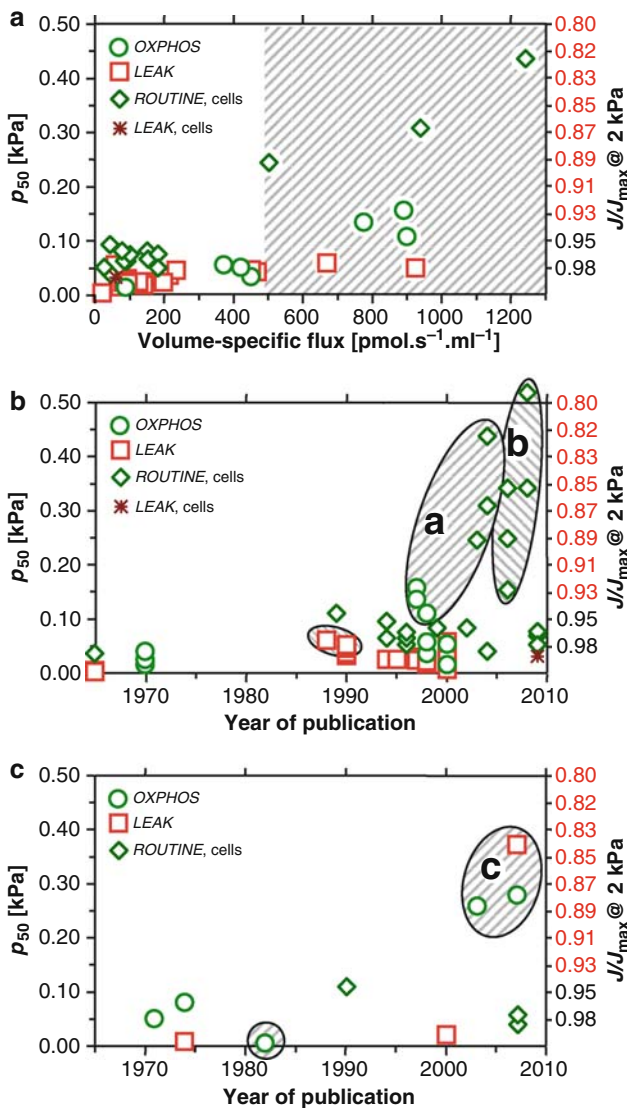 a
0.50
0.40
0.30
0.20
0.10
0.00
p50 [kPa]
OXPHOS
LEAK
ROUTINE, cells
LEAK, cells
0.80
0.82
0.83
0.85
0.87
0.89
0.91
0.93
0.95
0.98
J/Jmax @ 2 kPa
0 200 400 600 800 1000 1200
Volume-specific flux [pmol.s⁻¹.ml⁻¹]
b
0.50
0.40
0.30
0.20
0.10
0.00
p50 [kPa]
OXPHOS
LEAK
ROUTINE, cells
LEAK, cells
a
b
0.80
0.82
0.83
0.85
0.87
0.89
0.91
0.93
0.95
0.98
J/Jmax @ 2 kPa
1970 1980 1990 2000 2010
Year of publication
c
0.50
0.40
0.30
0.20
0.10
0.00
p50 [kPa]
OXPHOS
LEAK
ROUTINE, cells
c
0.80
0.82
0.83
0.85
0.87
0.89
0.91
0.93
0.95
0.98
J/Jmax @ 2 kPa
1970 1980 1990 2000 2010
Year of publication